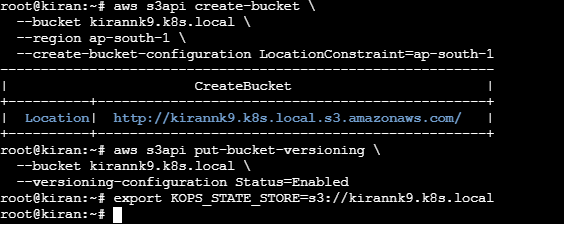 root@kiran:~# aws s3api create-bucket \
  --bucket kirannk9.k8s.local \
  --region ap-south-1 \
  --create-bucket-configuration LocationConstraint=ap-south-1
-----------------------------------------------------------
|                      CreateBucket                       |
+----------+----------------------------------------------+
|  Location|  http://kirannk9.k8s.local.s3.amazonaws.com/  |
+----------+----------------------------------------------+
root@kiran:~# aws s3api put-bucket-versioning \
  --bucket kirannk9.k8s.local \
  --versioning-configuration Status=Enabled
root@kiran:~# export KOPS_STATE_STORE=s3://kirannk9.k8s.local
root@kiran:~#